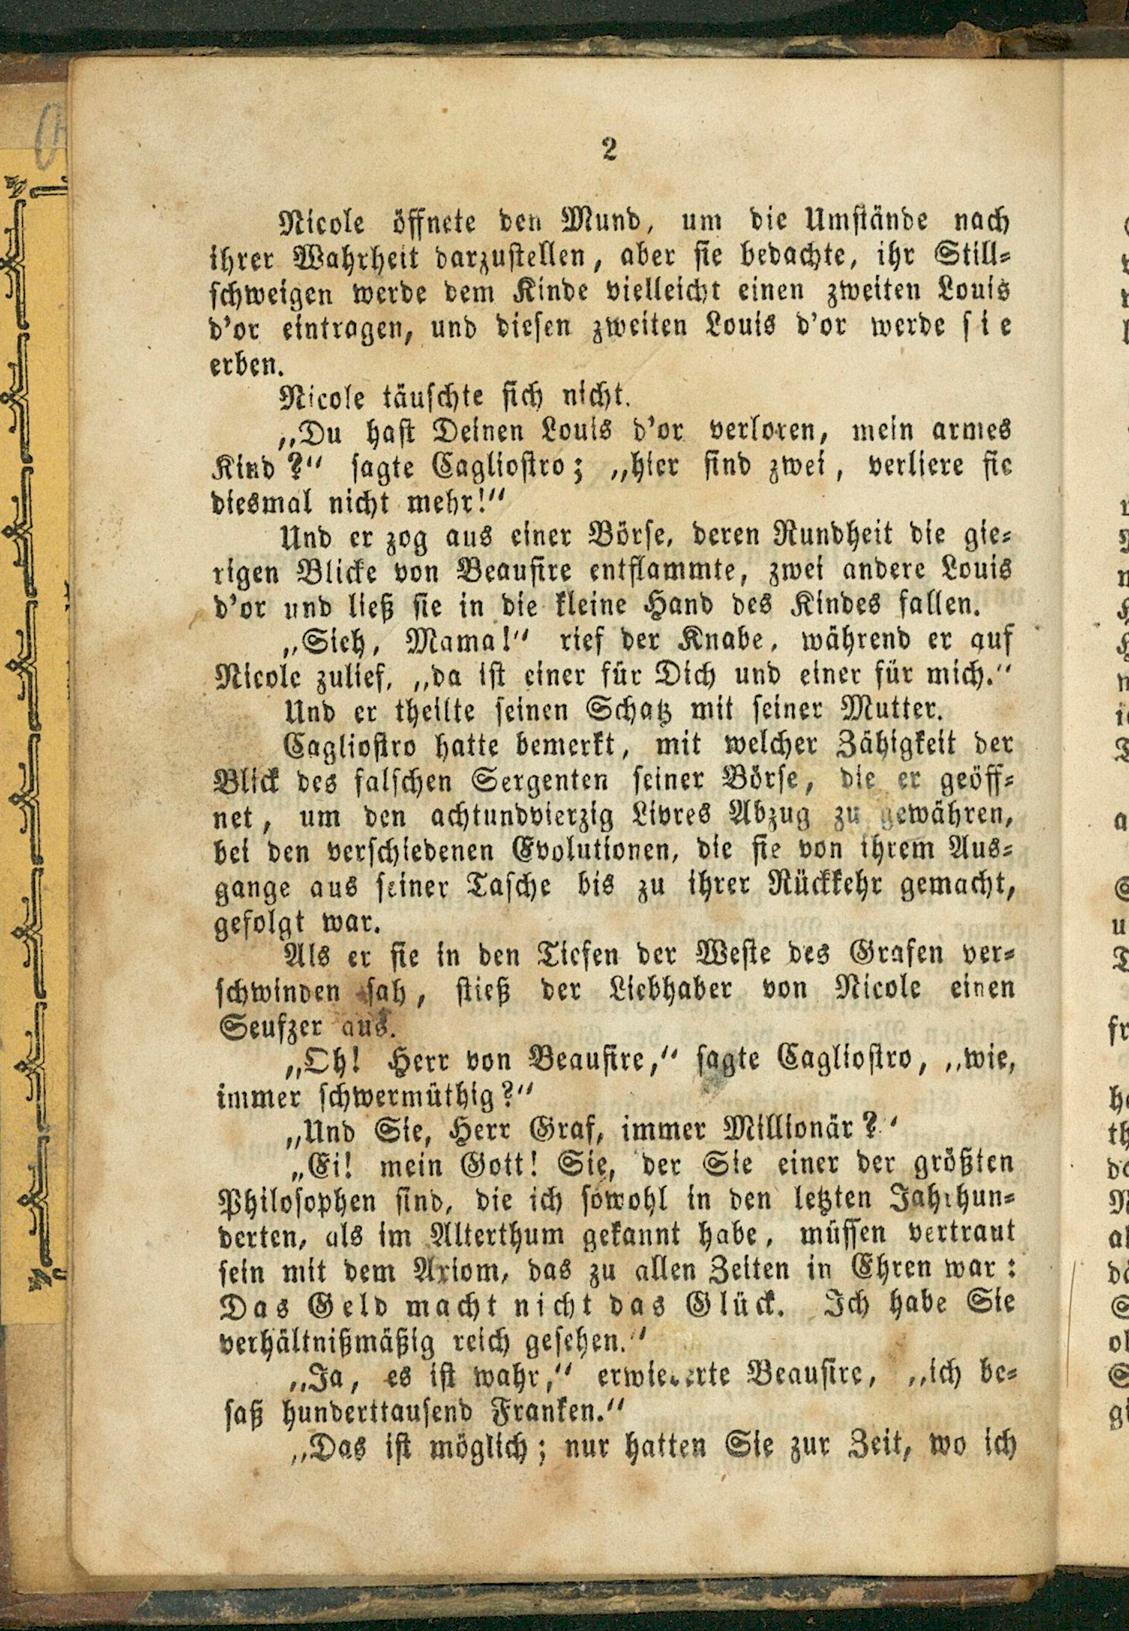 2
Nicole öffnete den Mund, um die Umstände nach
ihrer Wahrheit darzustellen, aber sie bedachte, ihr Still-
schweigen werde dem Kinde vielleicht einen zweiten Louis
d'or eintragen, und diesen zweiten Louis d'or werde sie
erben.
Nicole täuschte sich nicht.
„Du hast Deinen Louis d'or verloren, mein armes
Kind?“ sagte Cagliostro; „hier sind zwei, verliere sie
diesmal nicht mehr!“
Und er zog aus einer Börse, deren Rundheit die gie-
rigen Blicke von Beausire entflammte, zwei andere Louis
d'or und ließ sie in die kleine Hand des Kindes fallen.
„Sieh, Mama!“ rief der Knabe, während er auf
Nicole zulief, „da ist einer für Dich und einer für mich.“
Und er theilte seinen Schatz mit seiner Mutter.
Cagliostro hatte bemerkt, mit welcher Zähigkeit der
Blick des falschen Sergenten seiner Börse, die er geöff-
net, um den achtundvierzig Livres Abzug zu gewähren,
bei den verschiedenen Evolutionen, die sie von ihrem Aus-
gange aus seiner Tasche bis zu ihrer Rückkehr gemacht,
gefolgt war.
Als er sie in den Tiefen der Weste des Grafen ver-
schwinden sah, stieß der Liebhaber von Nicole einen
Seufzer aus.
„Oh! Herr von Beausire,“ sagte Cagliostro, „wie,
immer schwermüthig?“
„Und Sie, Herr Graf, immer Millionär?“
„Ei! mein Gott! Sie, der Sie einer der größten
Philosophen sind, die ich sowohl in den letzten Jahrhun-
derten, als im Alterthum gekannt habe, müssen vertraut
sein mit dem Axiom, das zu allen Zeiten in Ehren war:
Das Geld macht nicht das Glück. Ich habe Sie
verhältnißmäßig reich gesehen.“
„Ja, es ist wahr,“ erwiederte Beausire, „ich be-
saß hunderttausend Franken.“
„Das ist möglich; nur hatten Sie zur Zeit, wo ich